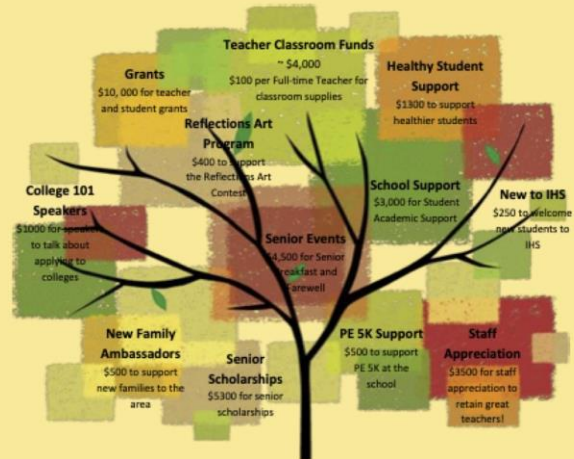 Teacher Classroom Funds
~ $4,000
$100 per Full-time Teacher for
classroom supplies
Grants
$10, 000 for teacher
and student grants
Healthy Student
Support
$1300 to support
healthier students
Reflections Art
Program
$400 to support
the Reflections Art
Contest
College 101
Speakers
$1000 for speakers
to talk about
applying to
colleges
School Support
$3,000 for Student
Academic Support
New to IHS
$250 to welcome
new students to
IHS
Senior Events
$4,500 for Senior
Breakfast and
Farewell
New Family
Ambassadors
$500 to support
new families to the
area
Senior
Scholarships
$5300 for senior
scholarships
PE 5K Support
$500 to support
PE 5K at the
school
Staff
Appreciation
$3500 for staff
appreciation to
retain great
teachers!